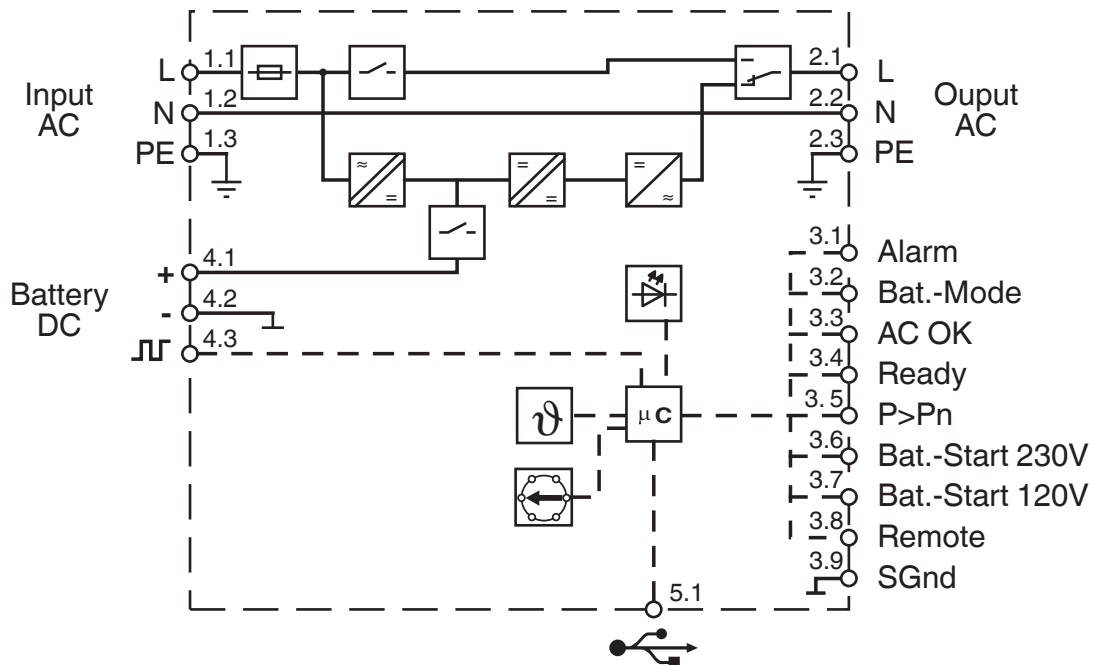 Input
AC
L 1.1
N 1.2
PE 1.3
2.1 L
2.2 N
2.3 PE
Ouput
AC
≈
=
=
=
=
≈
Battery
DC
+ 4.1
- 4.2
4.3
ϑ
µC
3.1 Alarm
3.2 Bat.-Mode
3.3 AC OK
3.4 Ready
3.5 P>Pn
3.6 Bat.-Start 230V
3.7 Bat.-Start 120V
3.8 Remote
3.9 SGnd
5.1